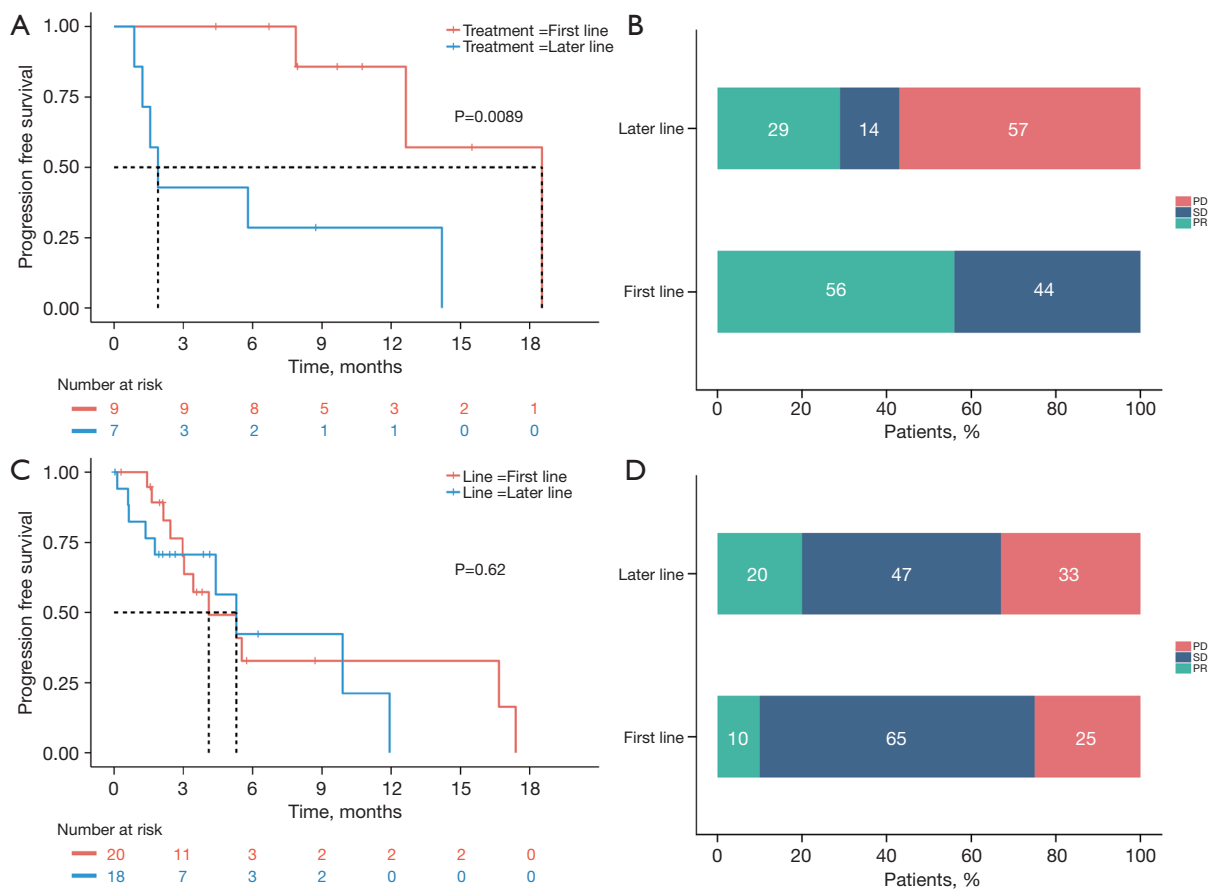 A
1.00
0.75
0.50
0.25
0.00
Progression free survival
Treatment =First line
Treatment =Later line
P=0.0089
0 3 6 9 12 15 18
Time, months
Number at risk
9 9 8 5 3 2 1
7 3 2 1 1 0 0
B
Later line
29 14 57
First line
56 44
0 20 40 60 80 100
Patients, %
PD
SD
PR
C
1.00
0.75
0.50
0.25
0.00
Progression free survival
Line =First line
Line =Later line
P=0.62
0 3 6 9 12 15 18
Time, months
Number at risk
20 11 3 2 2 2 0
18 7 3 2 0 0 0
D
Later line
20 47 33
First line
10 65 25
0 20 40 60 80 100
Patients, %
PD
SD
PR